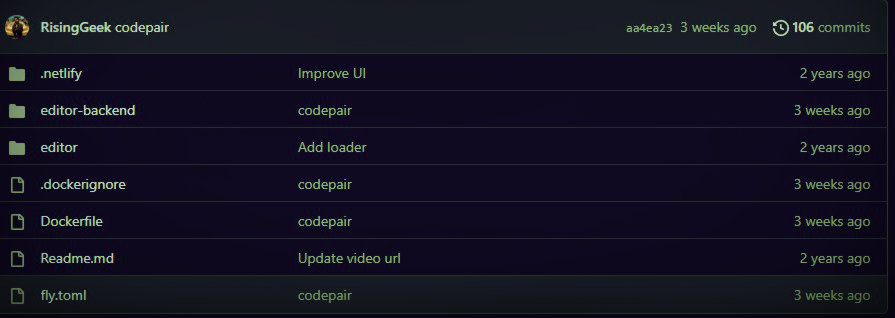 RisingGeek codepair aa4ea23 3 weeks ago 106 commits
.netlify Improve UI 2 years ago
editor-backend codepair 3 weeks ago
editor Add loader 2 years ago
.dockerignore codepair 3 weeks ago
Dockerfile codepair 3 weeks ago
Readme.md Update video url 2 years ago
fly.toml codepair 3 weeks ago